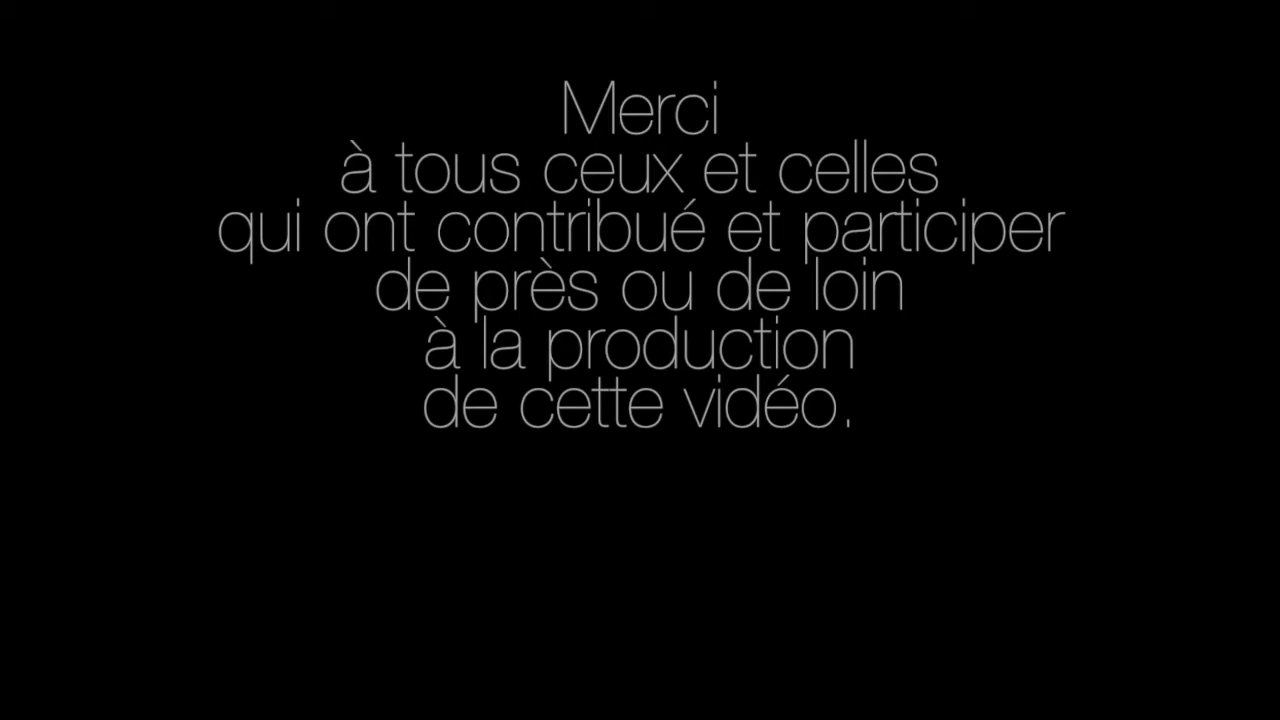 Merci
à tous ceux et celles
qui ont contribué et participer
de près ou de loin
à la production
de cette vidéo.